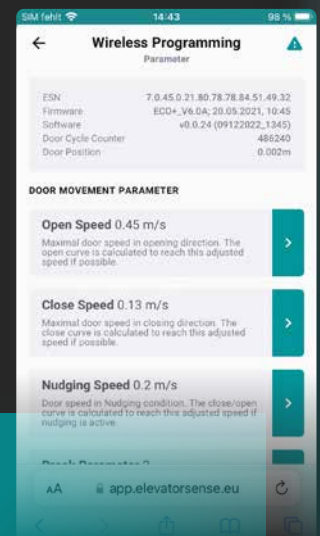 SIM fehlt 14:43 98 %
Wireless Programming
Parameter
ESN 7.0.45.0.21.80.78.78.84.51.49.32
Firmware ECO+_V6.0A; 20.05.2021, 10:45
Software v0.0.24 (09122022_1345)
Door Cycle Counter 486240
Door Position 0.002m
DOOR MOVEMENT PARAMETER
Open Speed 0.45 m/s
Maximal door speed in opening direction. The
open curve is calculated to reach this adjusted
speed if possible.
Close Speed 0.13 m/s
Maximal door speed in closing direction. The
close curve is calculated to reach this adjusted
speed if possible.
Nudging Speed 0.2 m/s
Door speed in Nudging condition. The close/open
curve is calculated to reach this adjusted speed if
nudging is active.
AA app.elevatorsense.eu